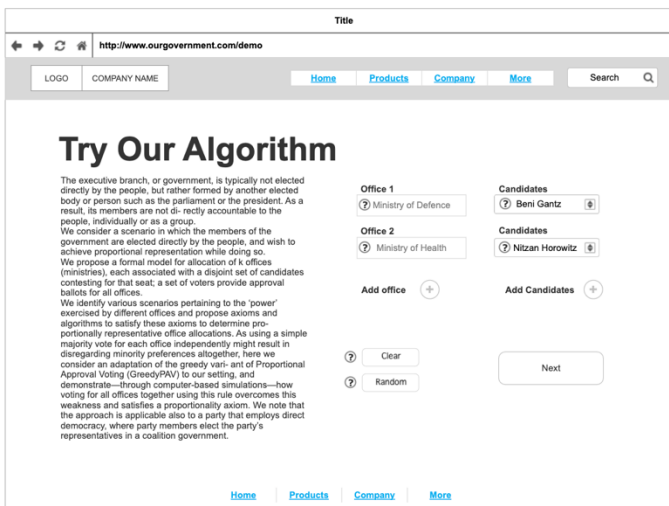 Title
http://www.ourgovernment.com/demo
LOGO
COMPANY NAME
Home
Products
Company
More
Search
Try Our Algorithm
The executive branch, or government, is typically not elected
directly by the people, but rather formed by another elected
body or person such as the parliament or the president. As a
result, its members are not di- rectly accountable to the
people, individually or as a group.
We consider a scenario in which the members of the
government are elected directly by the people, and wish to
achieve proportional representation while doing so.
We propose a formal model for allocation of k offices
(ministries), each associated with a disjoint set of candidates
contesting for that seat; a set of voters provide approval
ballots for all offices.
We identify various scenarios pertaining to the 'power'
exercised by different offices and propose axioms and
algorithms to satisfy these axioms to determine pro-
portionally representative office allocations. As using a simple
majority vote for each office independently might result in
disregarding minority preferences altogether, here we
consider an adaptation of the greedy vari- ant of Proportional
Approval Voting (GreedyPAV) to our setting, and
demonstrate—through computer-based simulations—how
voting for all offices together using this rule overcomes this
weakness and satisfies a proportionality axiom. We note that
the approach is applicable also to a party that employs direct
democracy, where party members elect the party's
representatives in a coalition government.
Office 1
Candidates
? Ministry of Defence
? Beni Gantz
Office 2
Candidates
? Ministry of Health
? Nitzan Horowitz
Add office +
Add Candidates +
? Clear
? Random
Next
Home
Products
Company
More